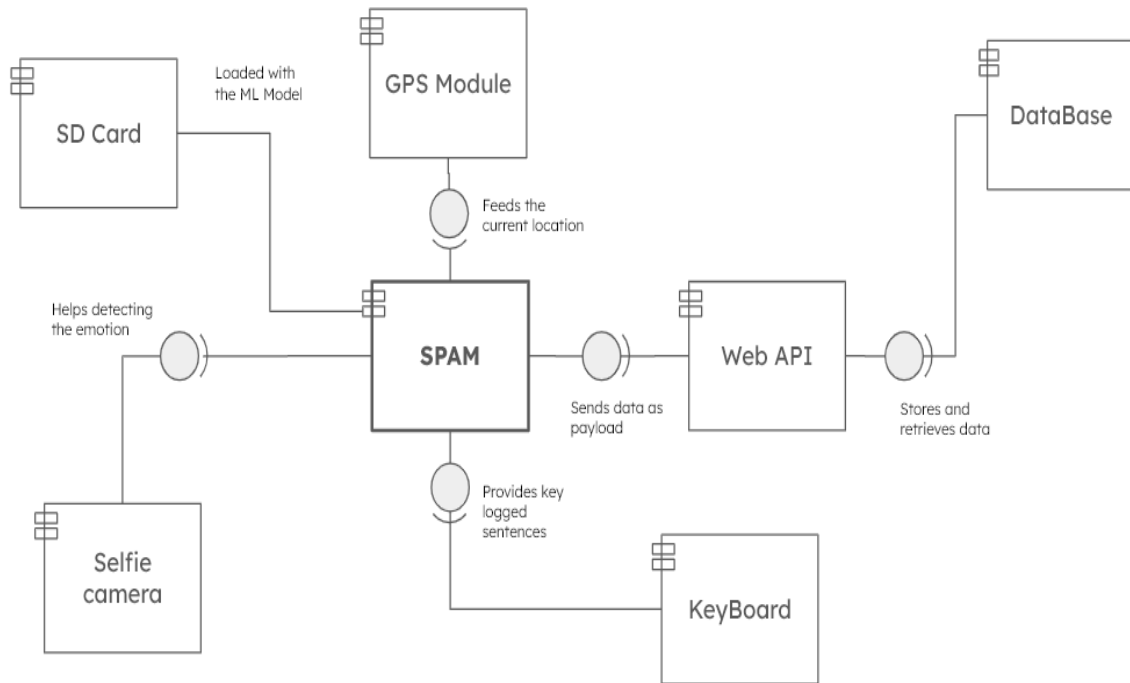 GPS Module
Loaded with
the ML Model
SD Card
DataBase
Feeds the
current location
Helps detecting
the emotion
SPAM
Web API
Sends data as
payload
Stores and
retrieves data
Provides key
logged
sentences
Selfie
camera
KeyBoard